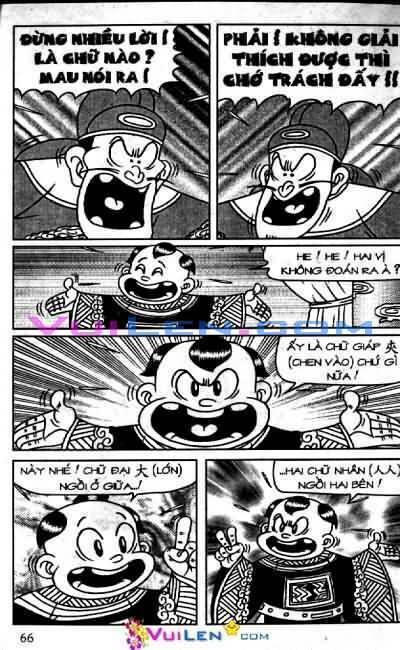 ĐỪNG NHIỀU LỜI !
LÀ CHỮ NÀO ?
MAU NÓI RA !
PHẢI ! KHÔNG GIẢI
THÍCH ĐƯỢC THÌ
CHỚ TRÁCH ĐẤY !!
HE ! HE ! HAI VỊ
KHÔNG ĐOÁN RA À ?
VUILEN.COM
ẤY LÀ CHỮ GIÁP 夾
(CHEN VÀO) CHỨ GÌ
NỮA !
NÀY NHÉ ! CHỮ ĐẠI 大 (LỚN)
NGỒI Ở GIỮA...!
...HAI CHỮ NHÂN (人人)
NGỒI HAI BÊN !
66
VUILEN.COM